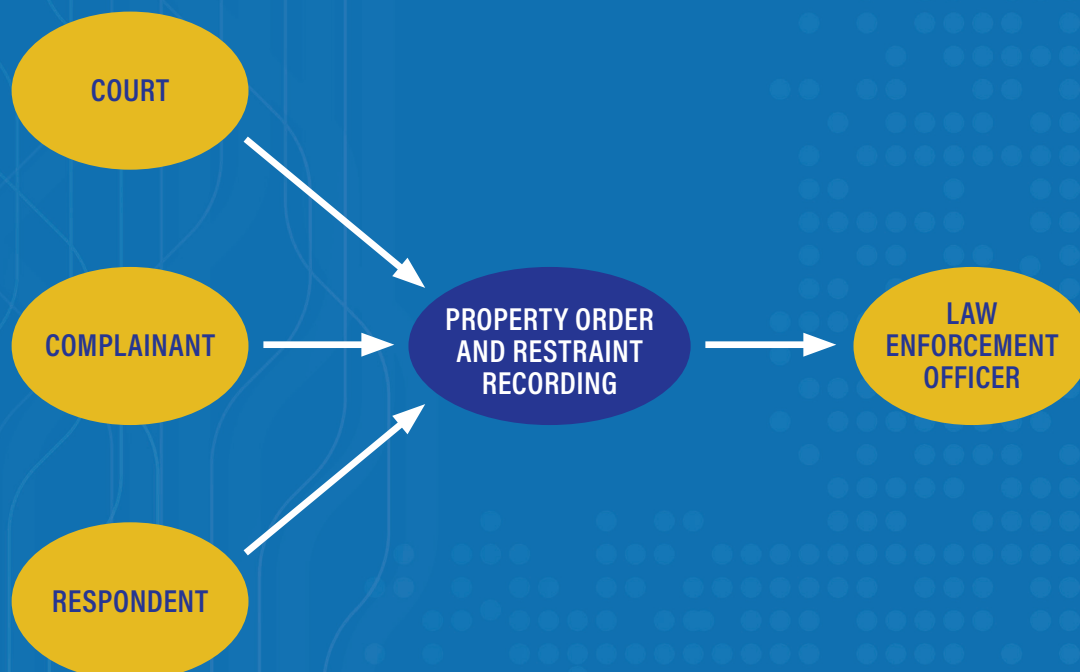 COURT
COMPLAINANT
RESPONDENT
PROPERTY ORDER
AND RESTRAINT
RECORDING
LAW
ENFORCEMENT
OFFICER